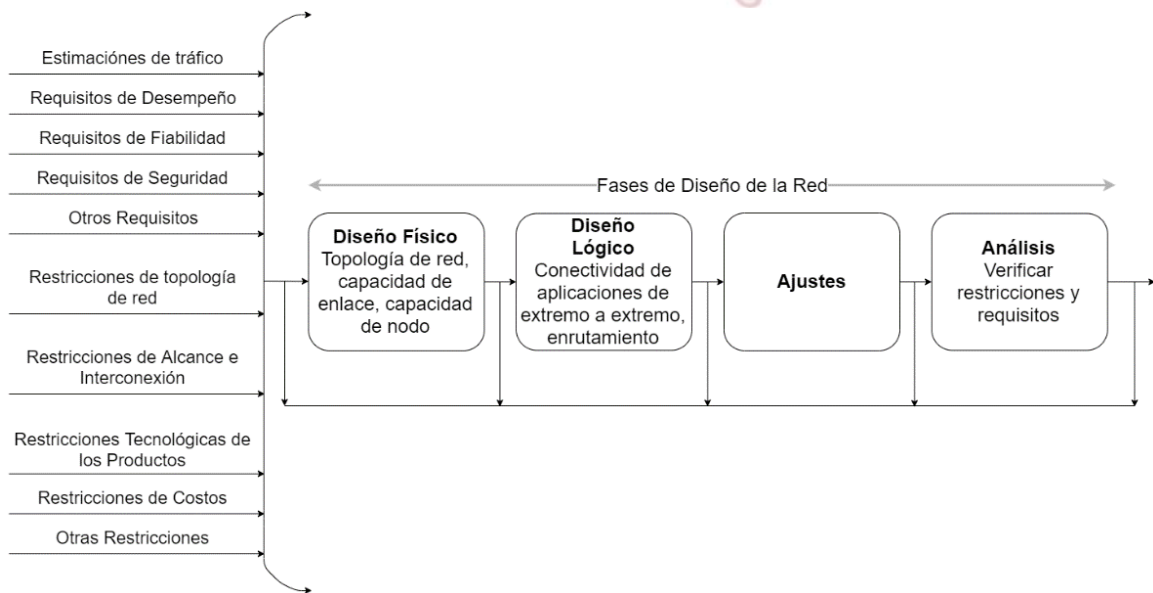 Estimaciónes de tráfico
Requisitos de Desempeño
Requisitos de Fiabilidad
Requisitos de Seguridad
Otros Requisitos
Restricciones de topología
de red
Restricciones de Alcance e
Interconexión
Restricciones Tecnológicas de
los Productos
Restricciones de Costos
Otras Restricciones
Fases de Diseño de la Red
Diseño Físico
Topología de red,
capacidad de
enlace, capacidad
de nodo
Diseño
Lógico
Conectividad de
aplicaciones de
extremo a extremo,
enrutamiento
Ajustes
Análisis
Verificar
restricciones y
requisitos